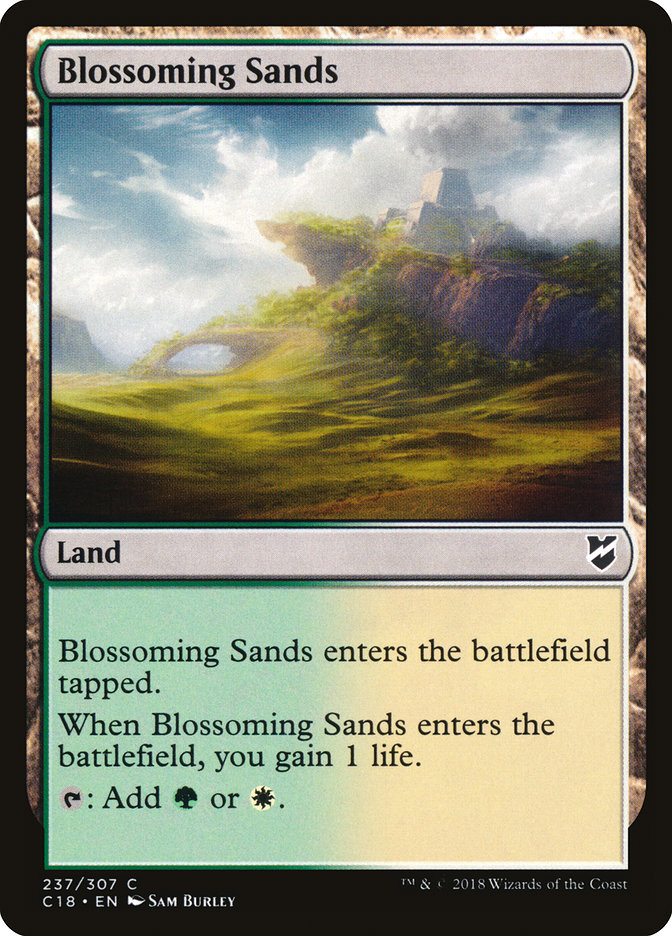 Blossoming Sands
Land
Blossoming Sands enters the battlefield
tapped.
When Blossoming Sands enters the
battlefield, you gain 1 life.
: Add or .
237/307 C
C18 • EN Sam Burley
™ & © 2018 Wizards of the Coast